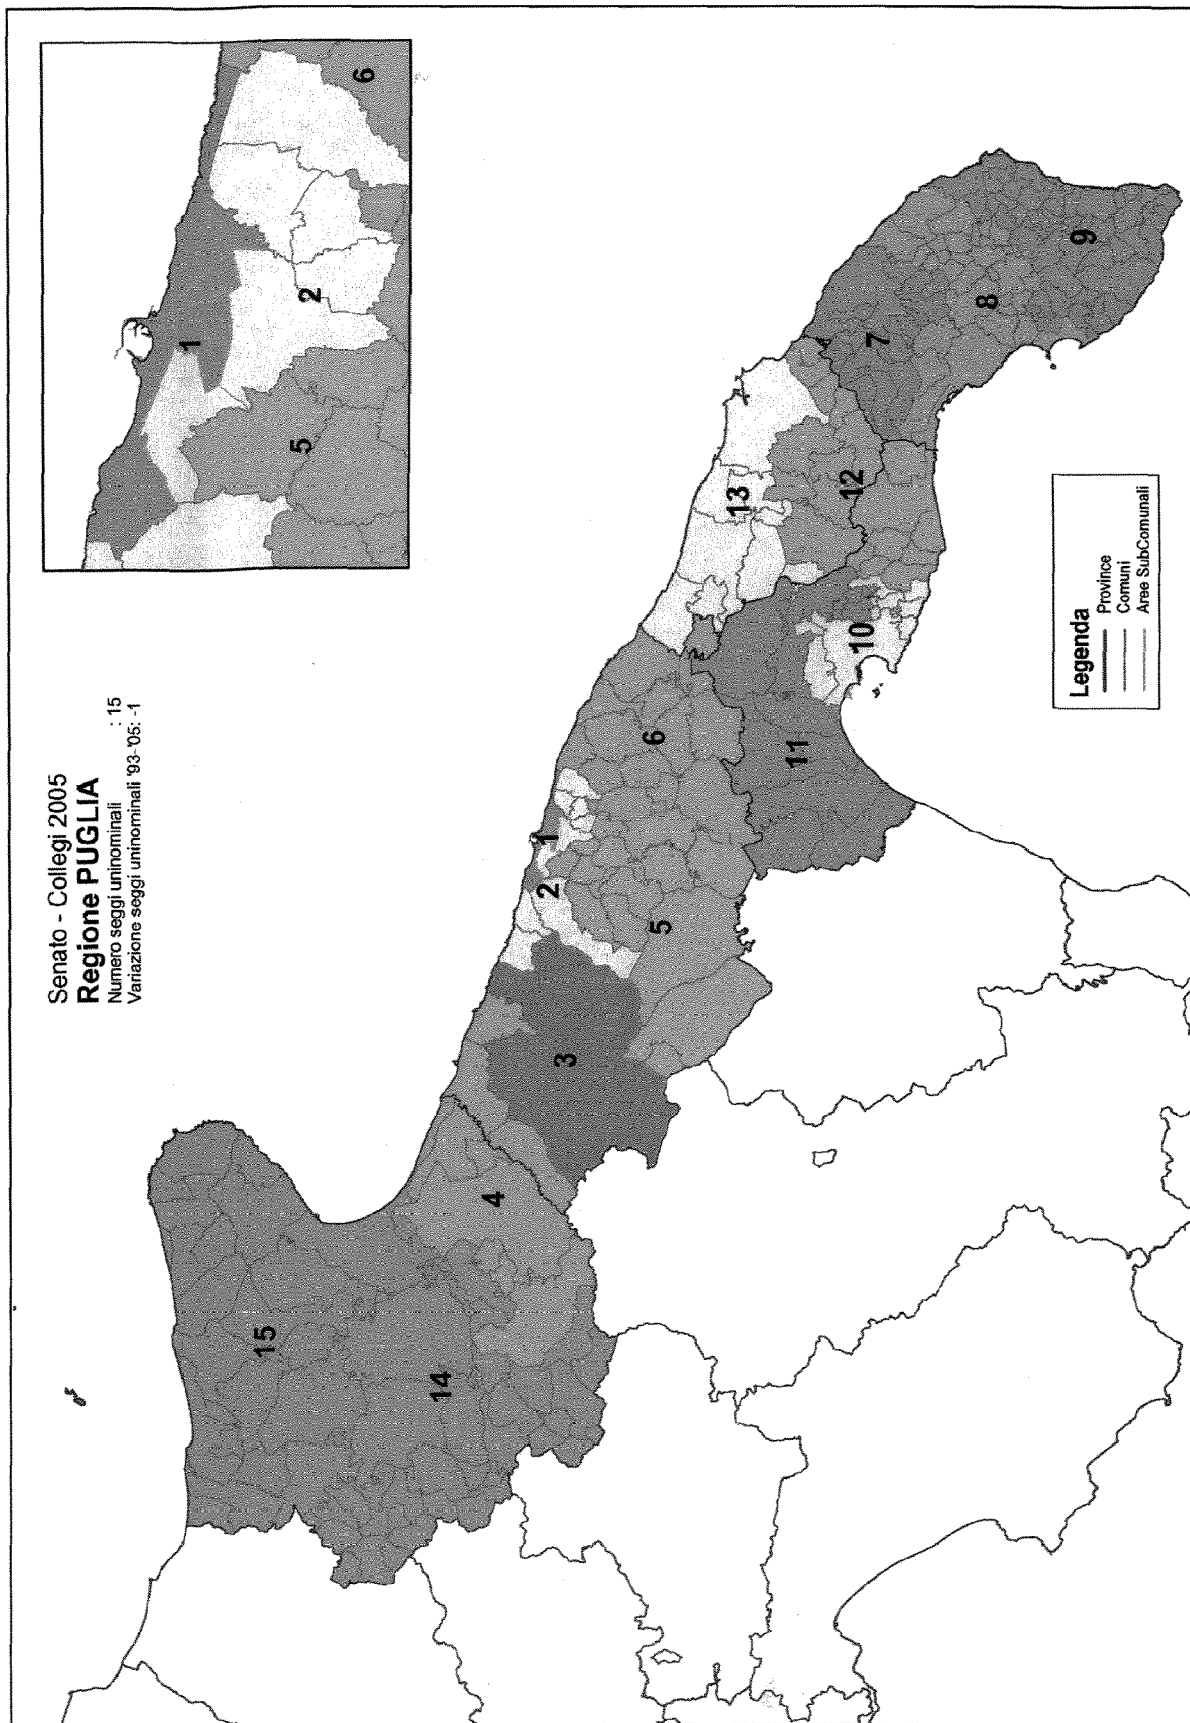 Senato - Collegi 2005
Regione PUGLIA
Numero seggi uninominali : 15
Variazione seggi uninominali '93-'05: -1
1
2
5
6
15
14
4
3
5
2
1
6
11
10
13
12
7
8
9
Legenda
Province
Comuni
Aree SubComunali